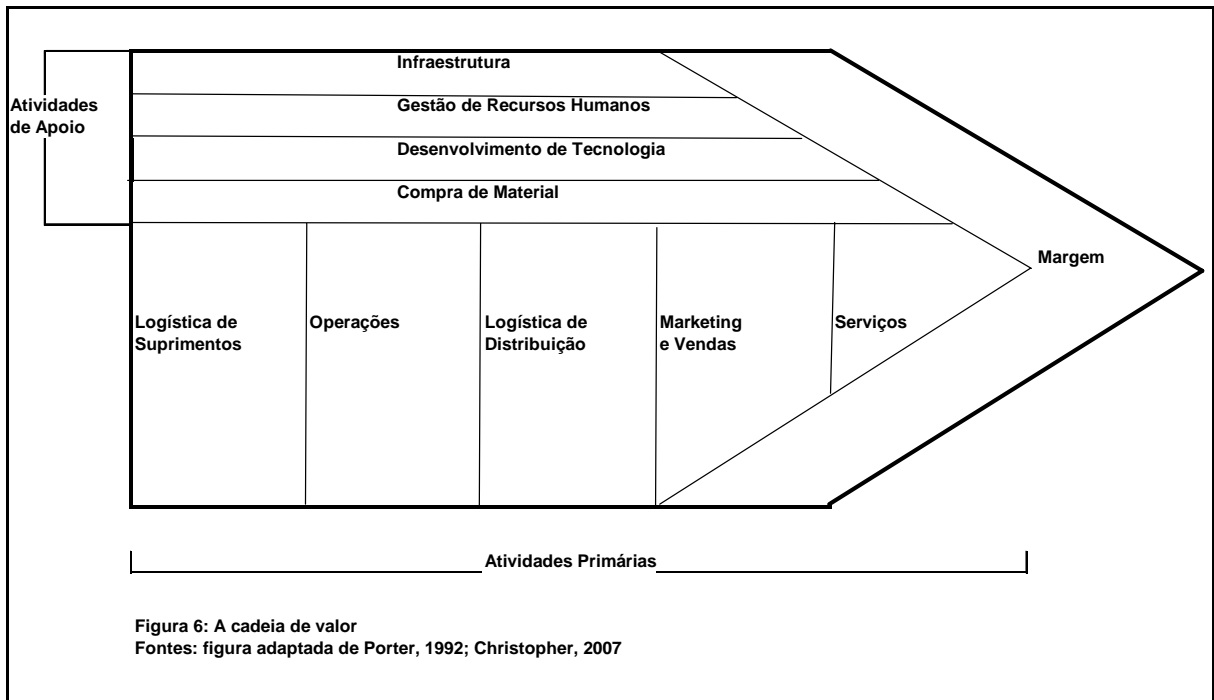 Infraestrutura
Atividades
de Apoio
Gestão de Recursos Humanos
Desenvolvimento de Tecnologia
Compra de Material
Margem
Logística de
Suprimentos
Operações
Logística de
Distribuição
Marketing
e Vendas
Serviços
Atividades Primárias
Figura 6: A cadeia de valor
Fontes: figura adaptada de Porter, 1992; Christopher, 2007